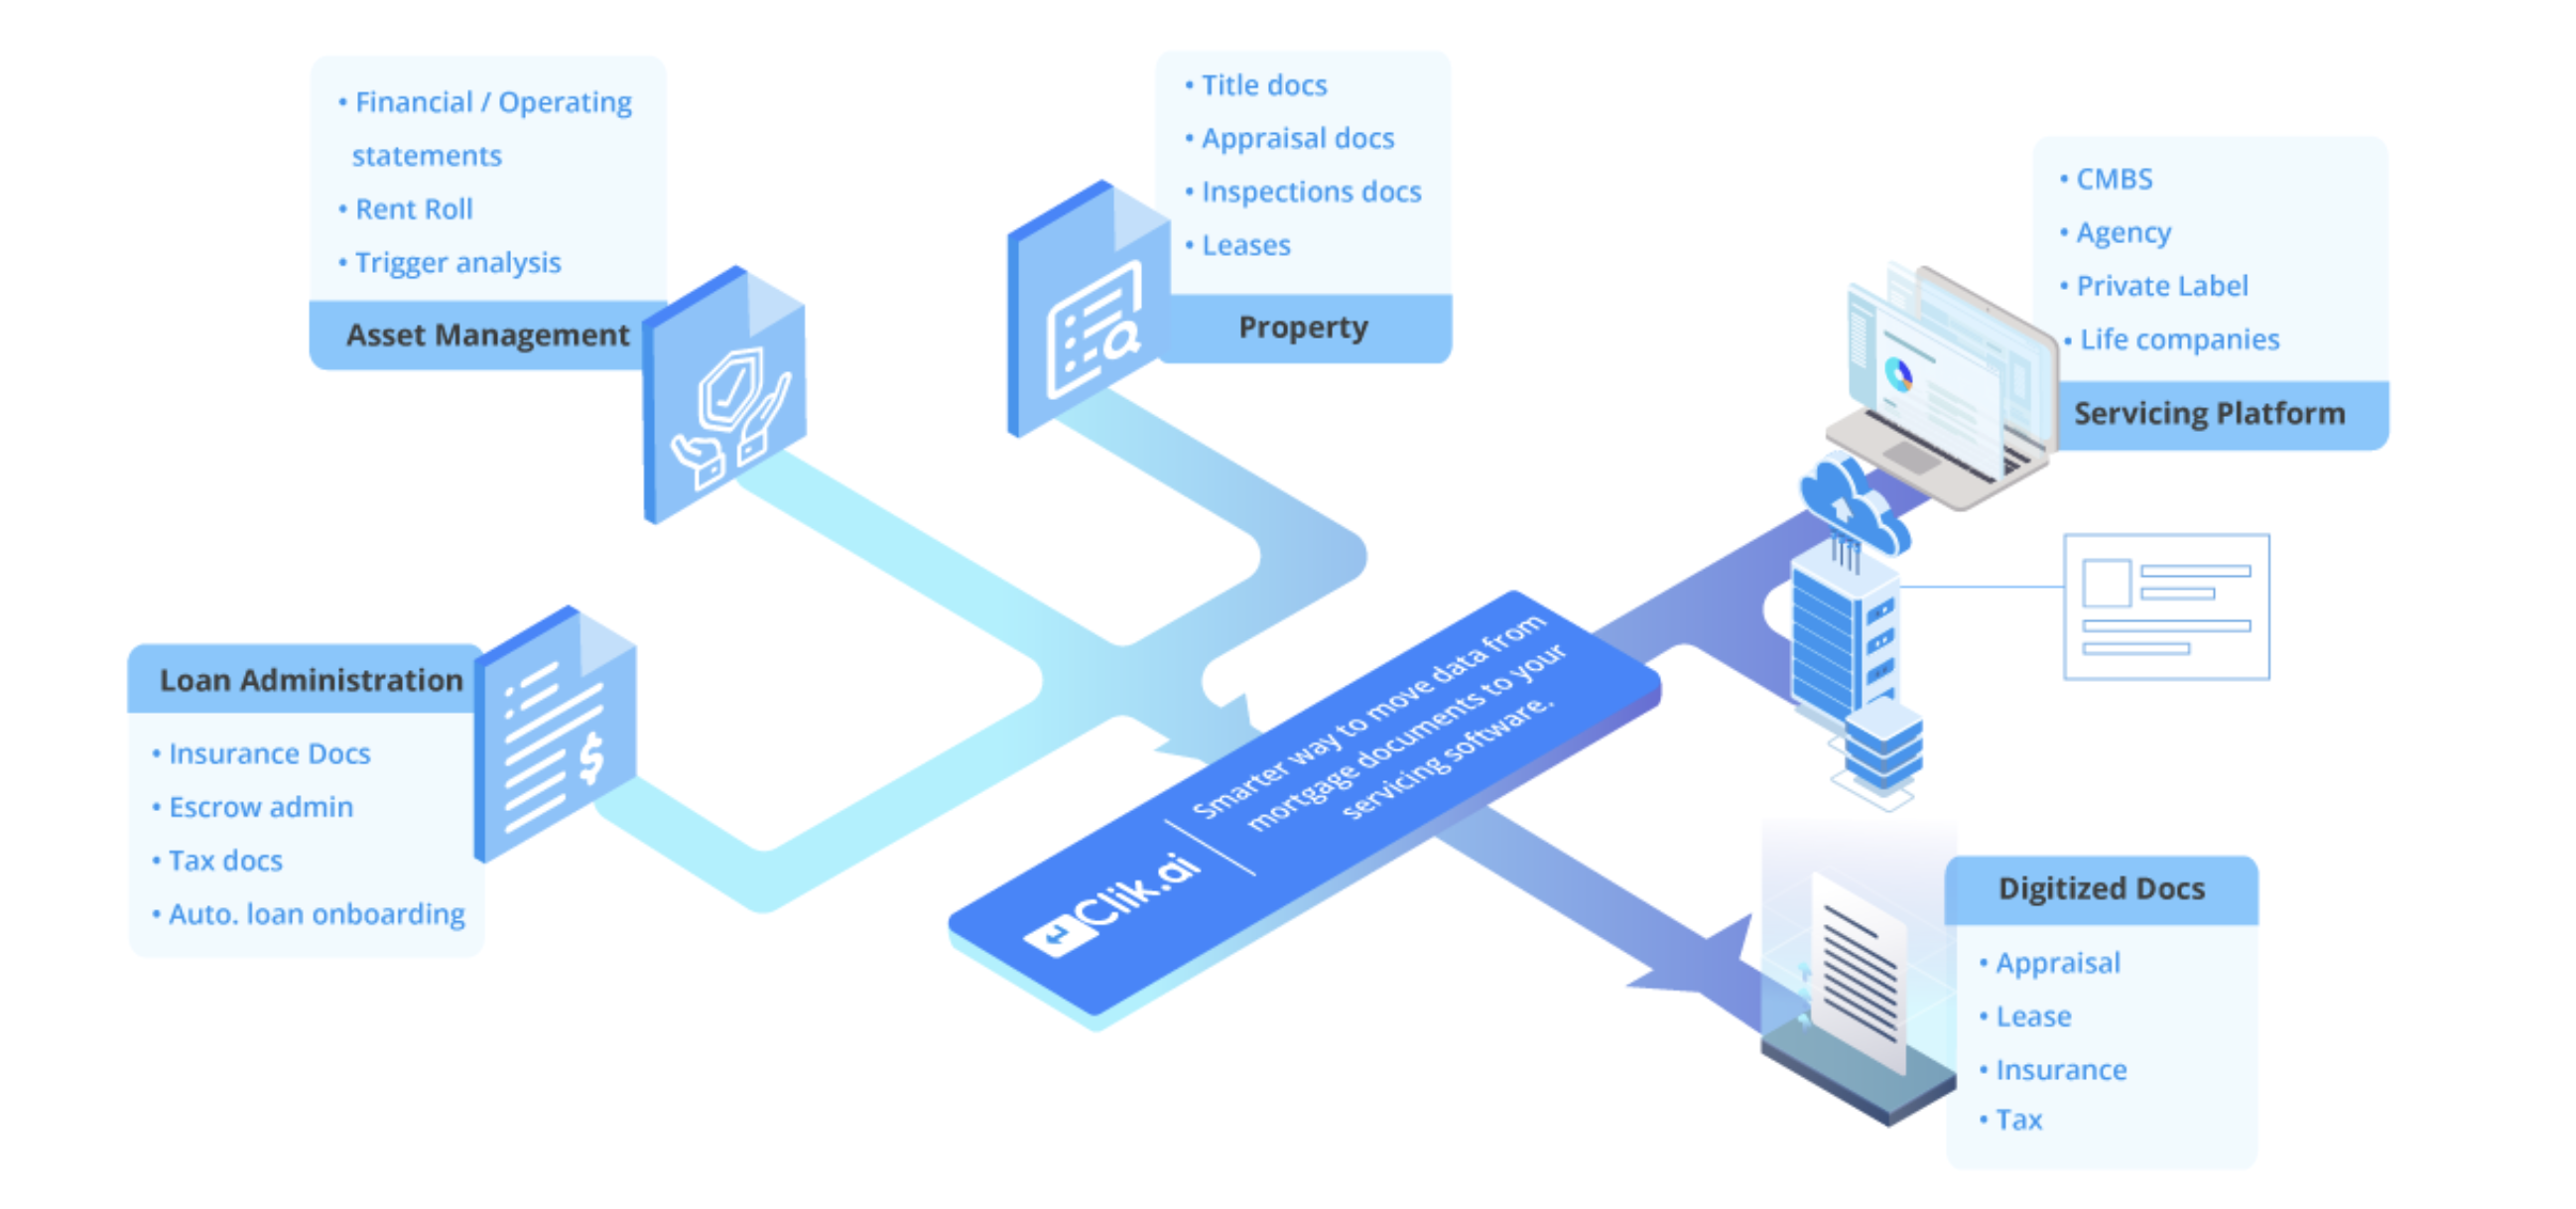 • Financial / Operating
statements
• Rent Roll
• Trigger analysis
Asset Management
• Title docs
• Appraisal docs
• Inspections docs
• Leases
Property
• CMBS
• Agency
• Private Label
• Life companies
Servicing Platform
Loan Administration
• Insurance Docs
• Escrow admin
• Tax docs
• Auto. loan onboarding
Clik.ai
Smarter way to move data from
mortgage documents to your
servicing software.
Digitized Docs
• Appraisal
• Lease
• Insurance
• Tax